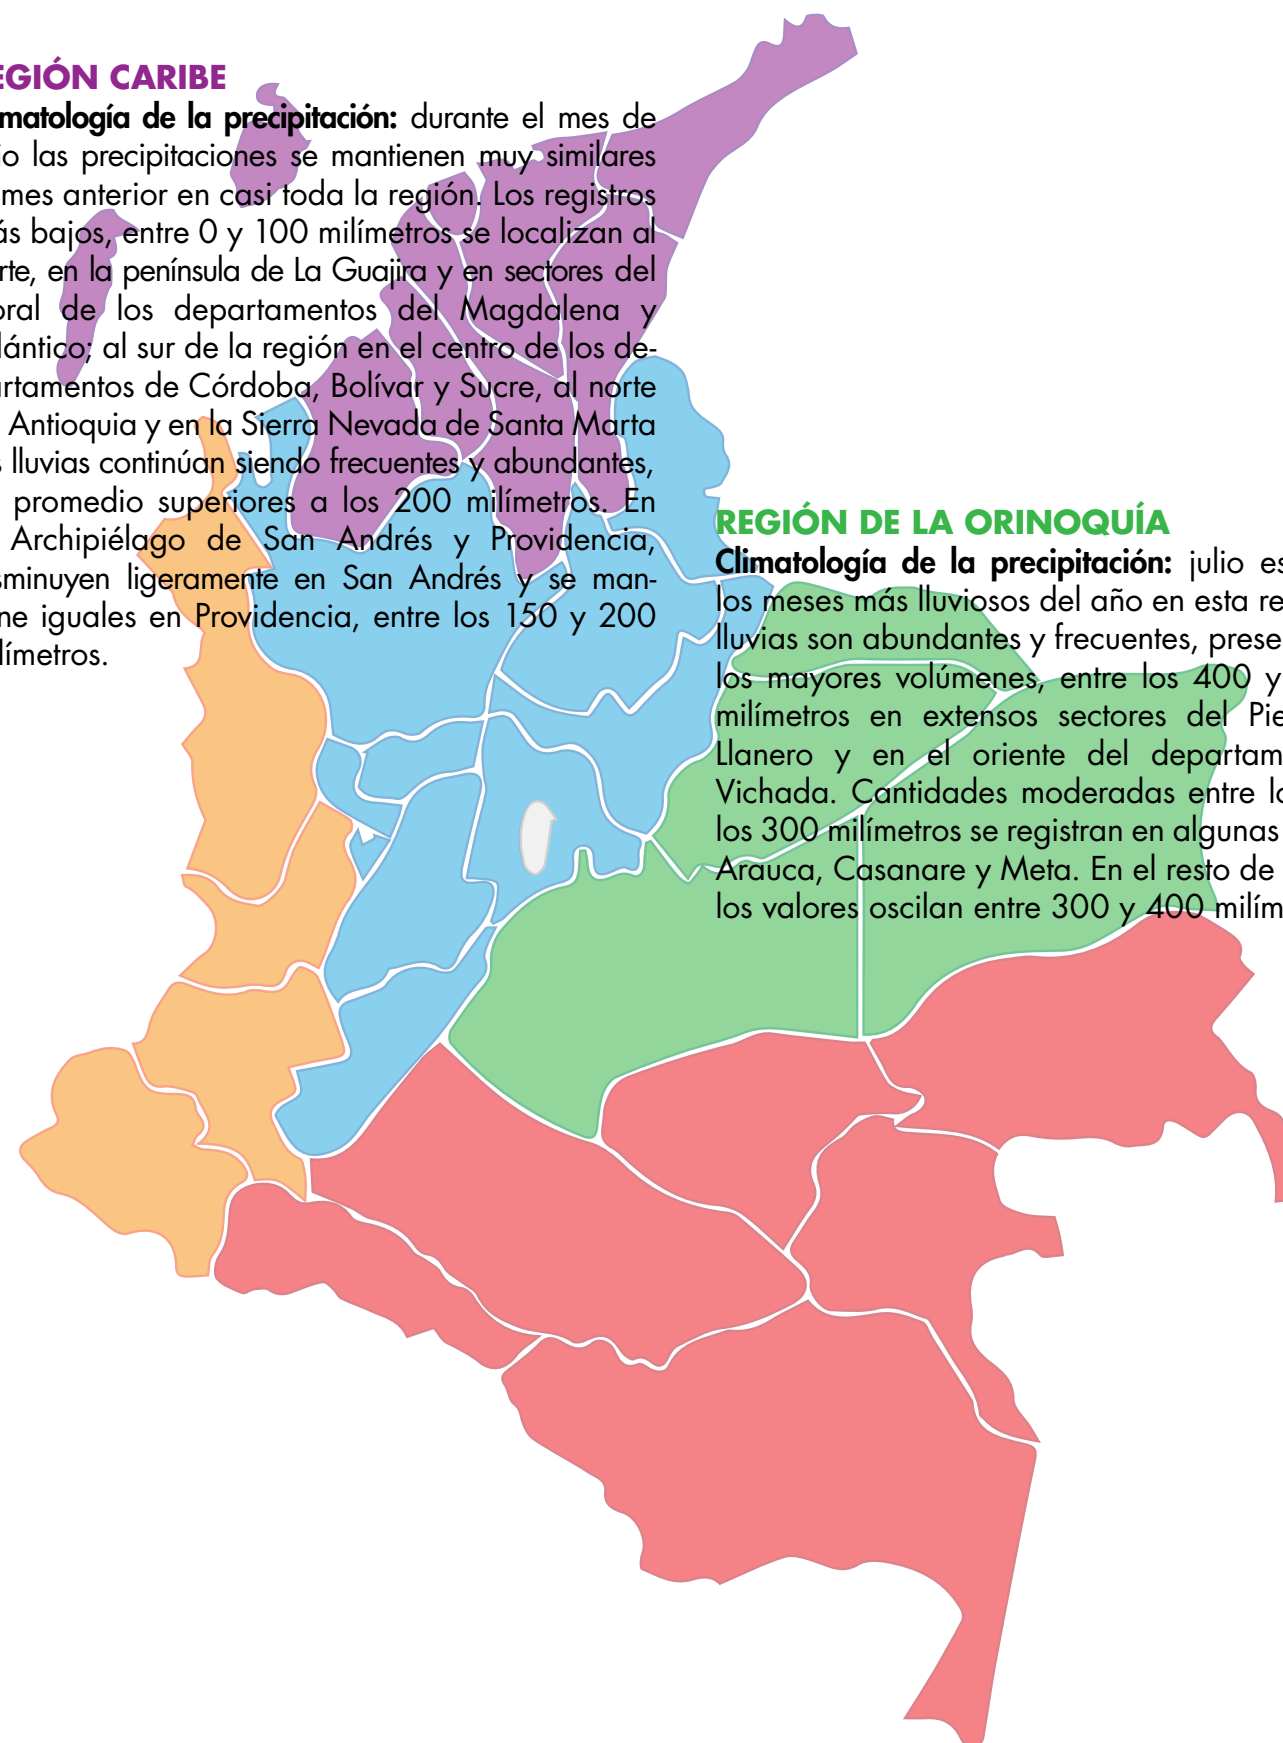 EGIÓN CARIBE
matología de la precipitación: durante el mes de
io las precipitaciones se mantienen muy similares
mes anterior en casi toda la región. Los registros
ás bajos, entre 0 y 100 milímetros se localizan al
rte, en la península de La Guajira y en sectores del
oral de los departamentos del Magdalena y
lántico; al sur de la región en el centro de los de-
artamentos de Córdoba, Bolívar y Sucre, al norte
Antioquia y en la Sierra Nevada de Santa Marta
s lluvias continúan siendo frecuentes y abundantes,
promedio superiores a los 200 milímetros. En
Archipiélago de San Andrés y Providencia,
sminuyen ligeramente en San Andrés y se man-
ne iguales en Providencia, entre los 150 y 200
límetros.
REGIÓN DE LA ORINOQUÍA
Climatología de la precipitación: julio es
los meses más lluviosos del año en esta re
lluvias son abundantes y frecuentes, prese
los mayores volúmenes, entre los 400 y
milímetros en extensos sectores del Pie
Llanero y en el oriente del departam
Vichada. Cantidades moderadas entre lo
los 300 milímetros se registran en algunas
Arauca, Casanare y Meta. En el resto de
los valores oscilan entre 300 y 400 milím